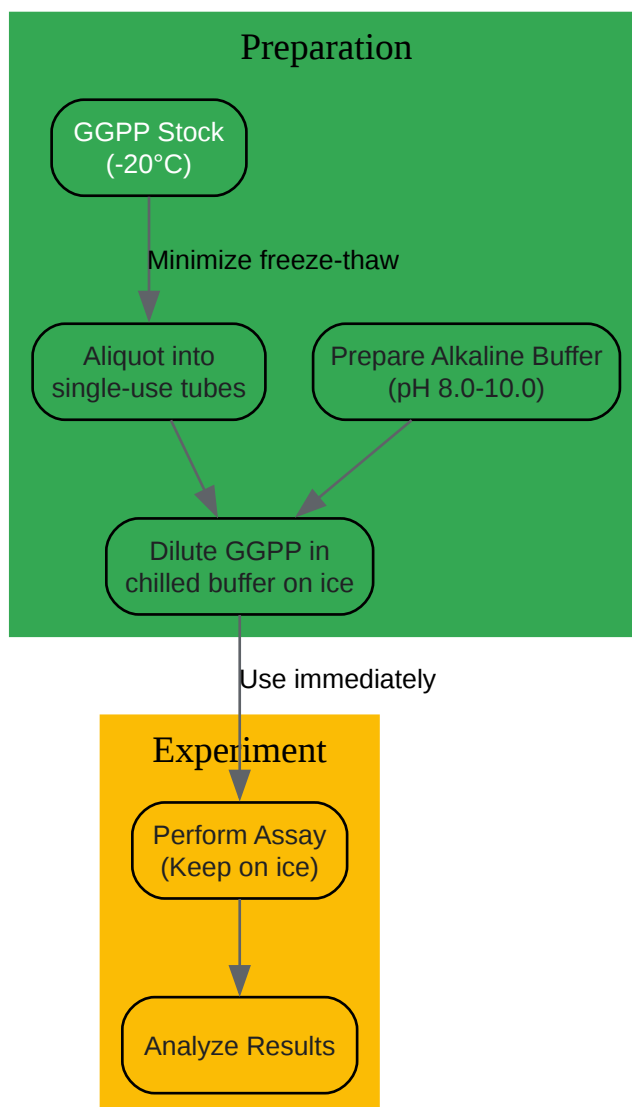 Preparation
GGPP Stock
(-20°C)
Minimize freeze-thaw
Aliquot into
single-use tubes
Prepare Alkaline Buffer
(pH 8.0-10.0)
Dilute GGPP in
chilled buffer on ice
Use immediately
Experiment
Perform Assay
(Keep on ice)
Analyze Results